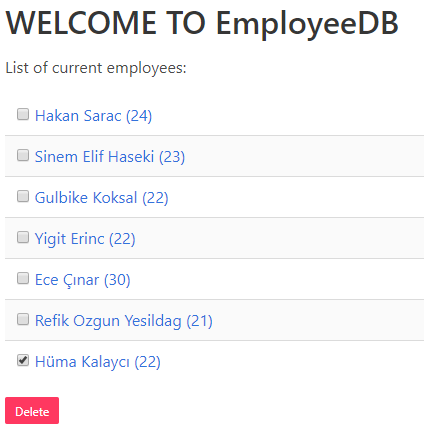 WELCOME TO EmployeeDB
List of current employees:
Hakan Sarac (24)
Sinem Elif Haseki (23)
Gulbike Koksal (22)
Yigit Erinc (22)
Ece Çınar (30)
Refik Ozgun Yesildag (21)
Hüma Kalaycı (22)
Delete